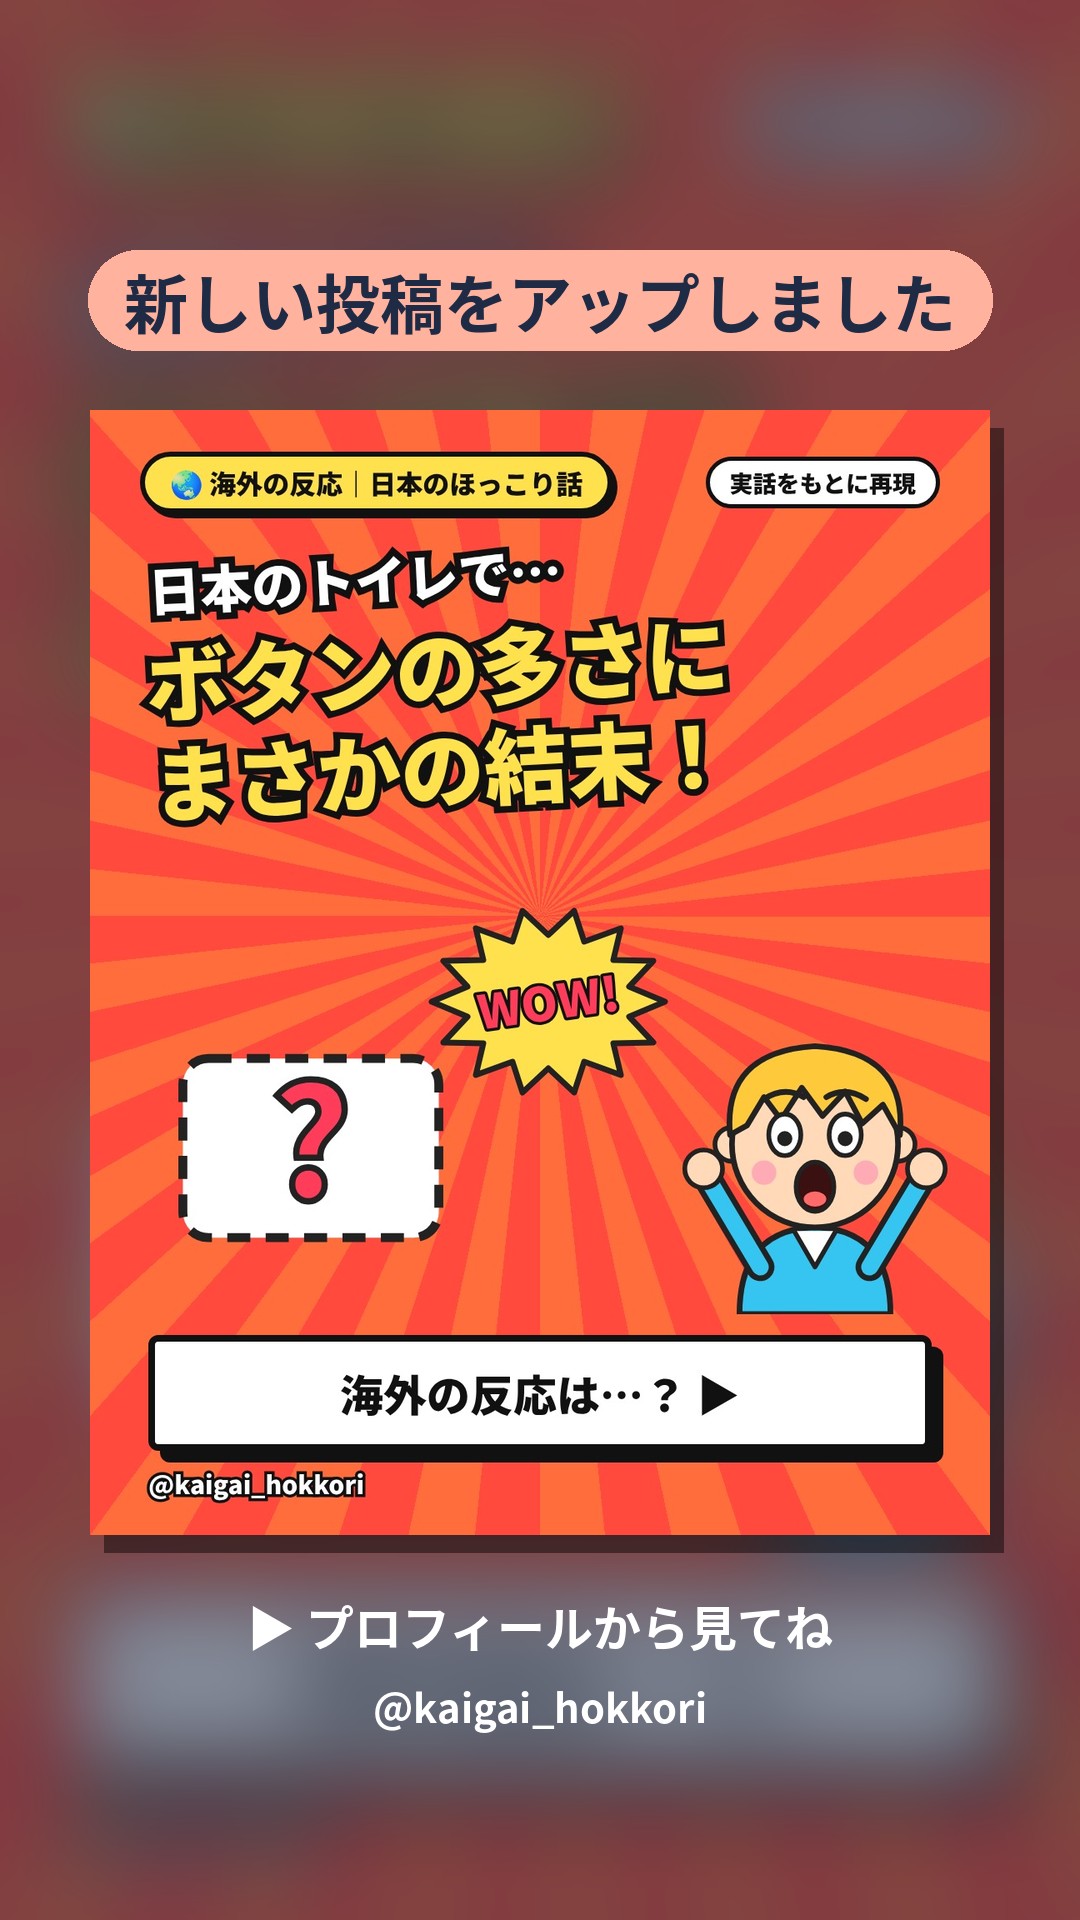 新しい投稿をアップしました
🌏 海外の反応｜日本のほっこり話
実話をもとに再現
日本のトイレで…
ボタンの多さに
まさかの結末！
WOW!
?
海外の反応は…？ ▶
@kaigai_hokkori
▶ プロフィールから見てね
@kaigai_hokkori